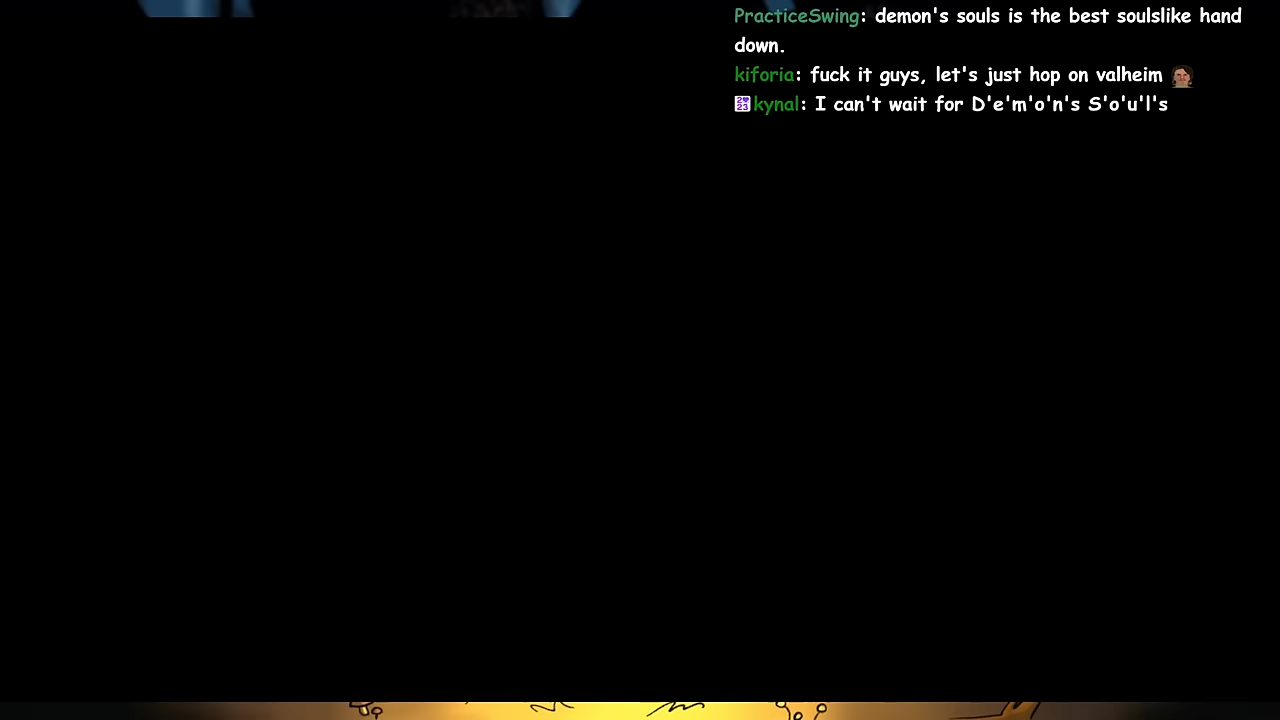 PracticeSwing: demon's souls is the best soulslike hand
down.
kiforia: fuck it guys, let's just hop on valheim
kynal: I can't wait for D'e'm'o'n's S'o'u'l's